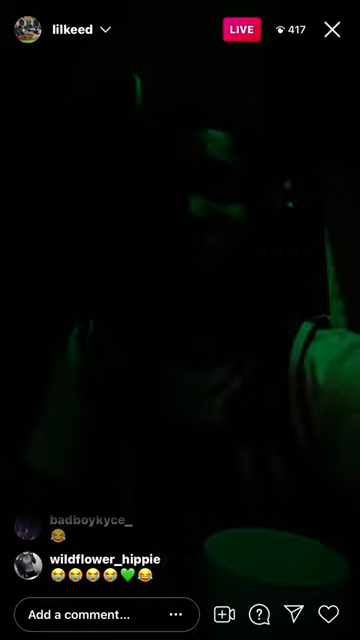 lilkeed
LIVE
417
badboykyce_
😂
wildflower_hippie
😭😭😭😭💚😂
Add a comment...